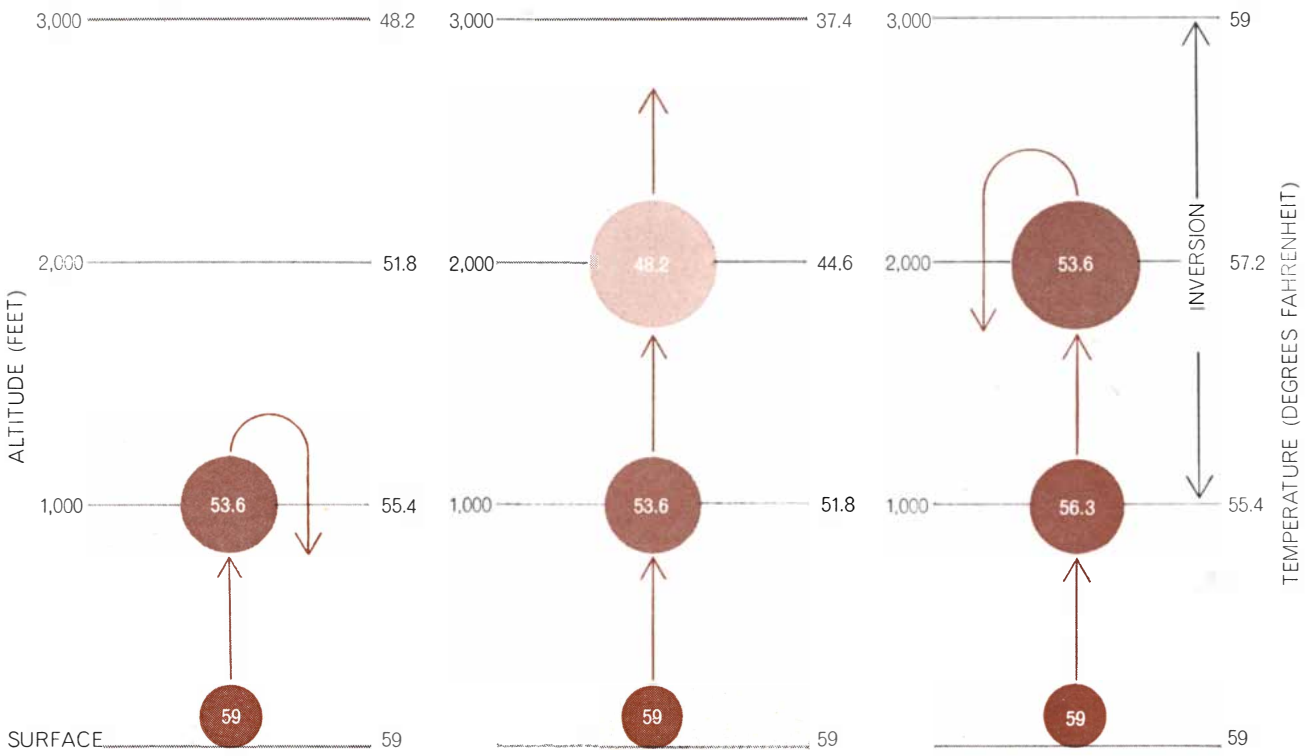 ALTITUDE (FEET)
3,000 48.2
2,000 51.8
1,000 53.6 55.4
59
SURFACE 59
3,000 37.4
2,000 48.2 44.6
1,000 53.6 51.8
59
59
3,000 59
2,000 53.6 57.2
1,000 56.3 55.4
59
59
INVERSION
TEMPERATURE (DEGREES FAHRENHEIT)